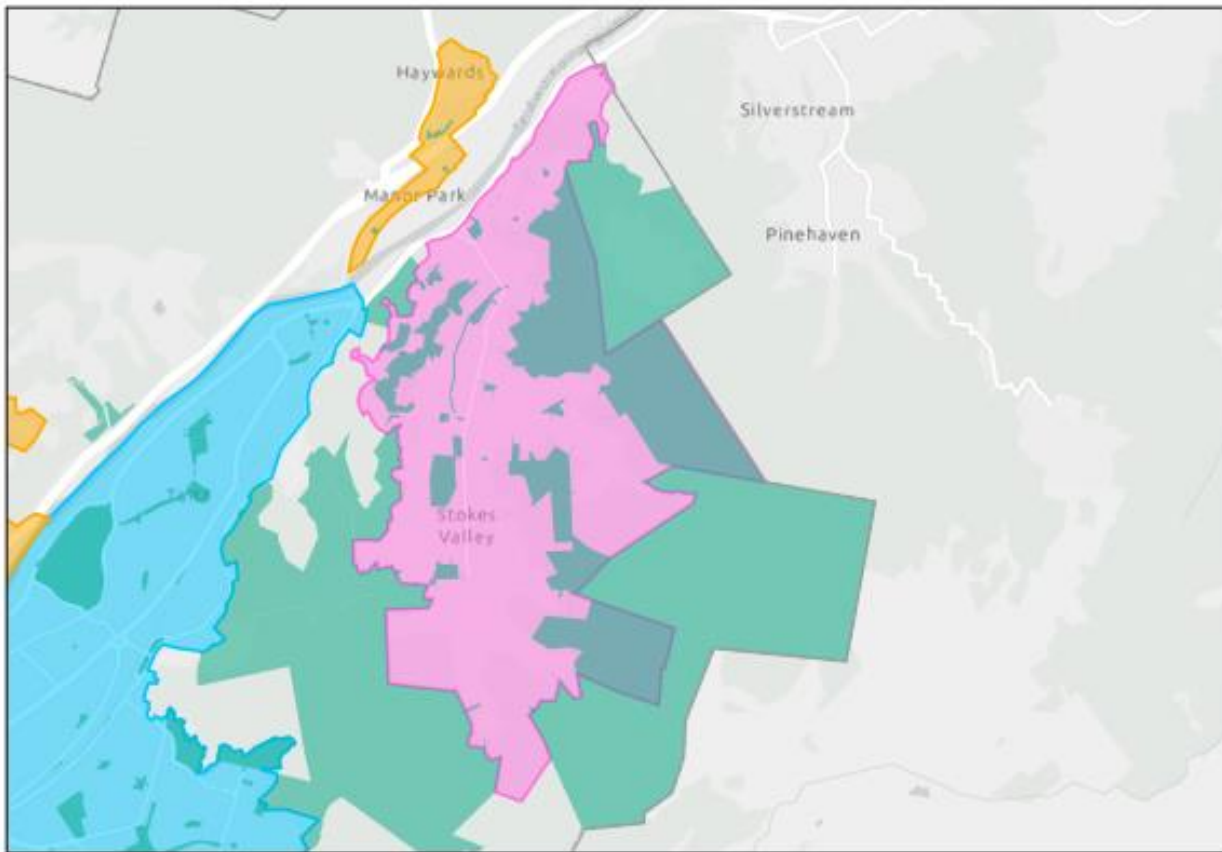 Haywards
Silverstream
Manor Park
Pinehaven
Stokes
Valley